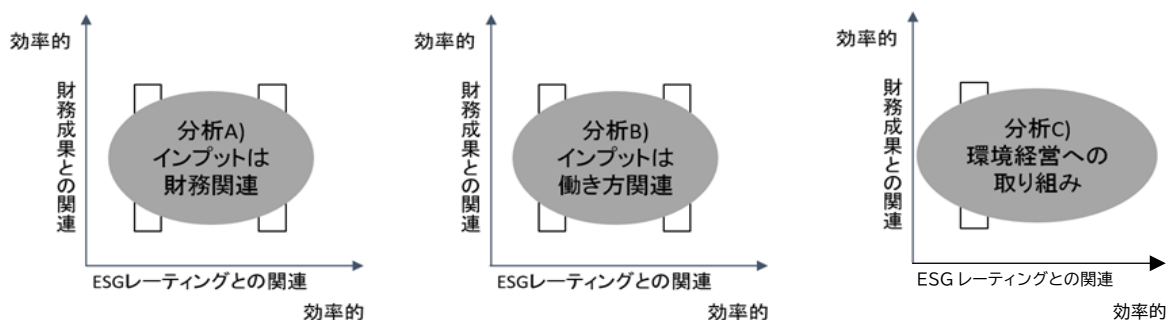 効率的
財務成果との関連
分析A)
インプットは
財務関連
ESGレーティングとの関連
効率的
効率的
財務成果との関連
分析B)
インプットは
働き方関連
ESGレーティングとの関連
効率的
効率的
財務成果との関連
分析C)
環境経営への
取り組み
ESG レーティングとの関連
効率的